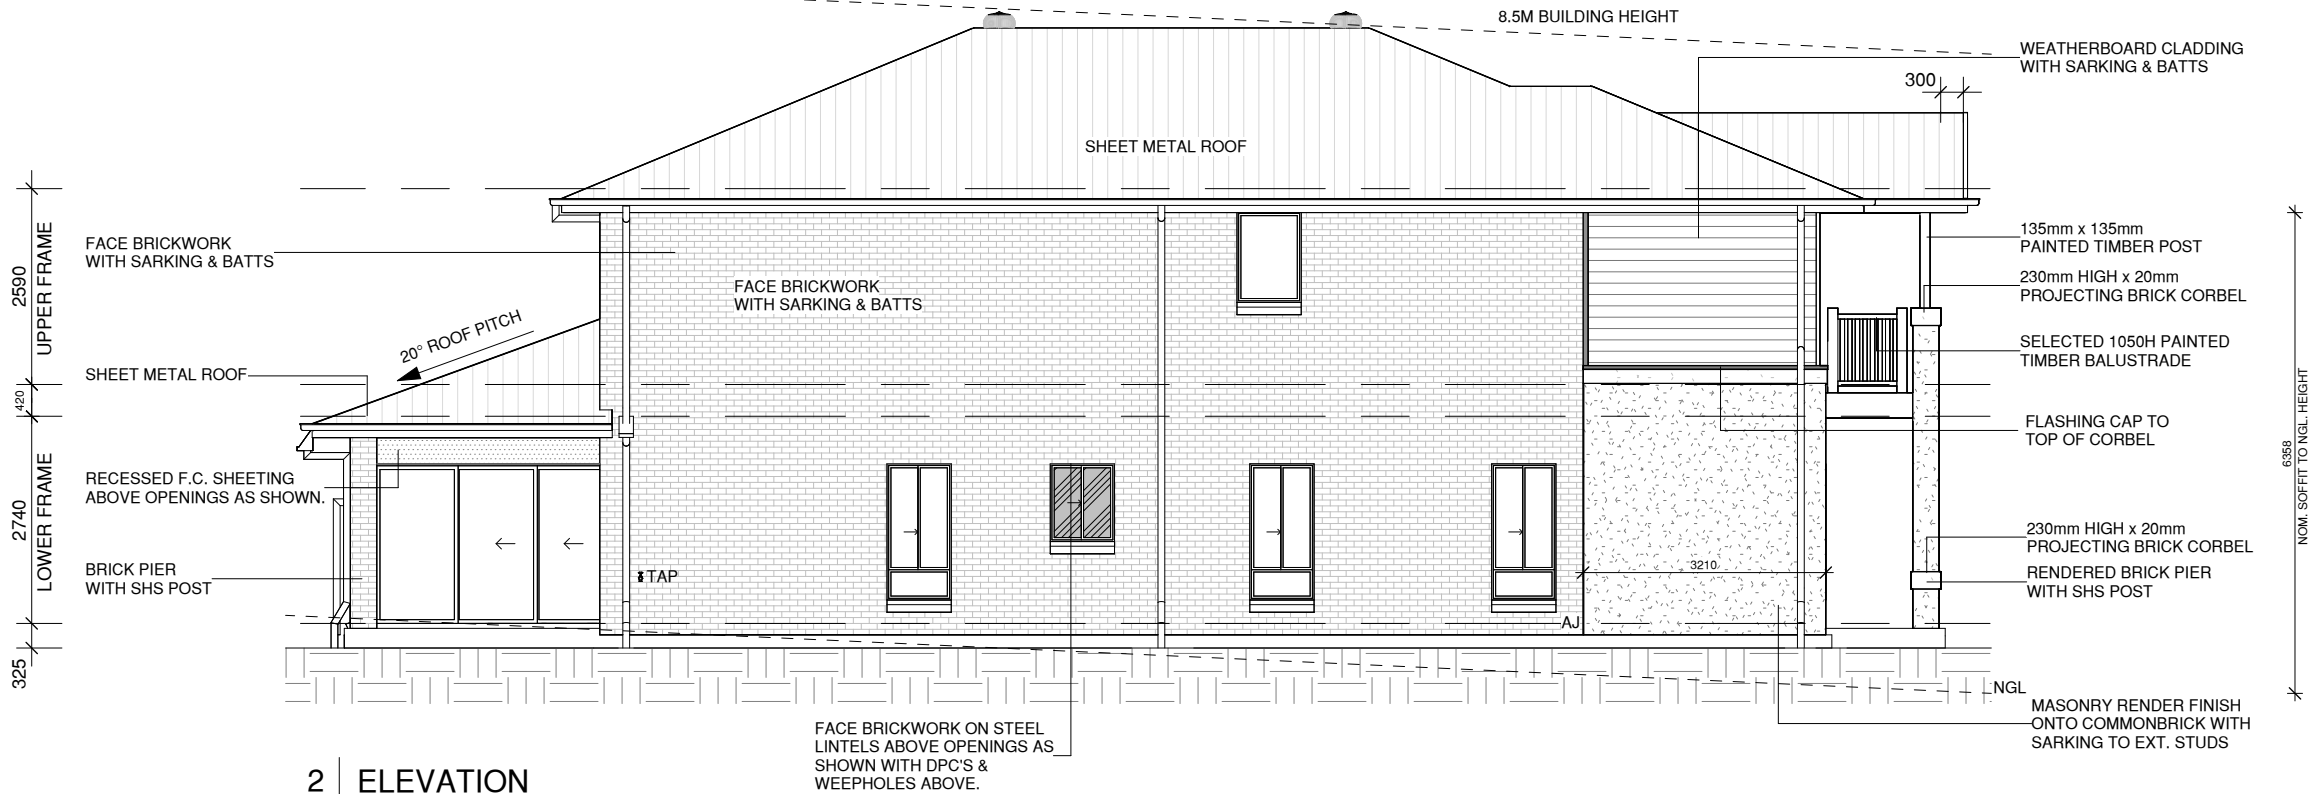 8.5M BUILDING HEIGHT
WEATHERBOARD CLADDING
WITH SARKING & BATTS
300
SHEET METAL ROOF
2590
UPPER FRAME
FACE BRICKWORK
WITH SARKING & BATTS
FACE BRICKWORK
WITH SARKING & BATTS
135mm x 135mm
PAINTED TIMBER POST
230mm HIGH x 20mm
PROJECTING BRICK CORBEL
20° ROOF PITCH
SELECTED 1050H PAINTED
TIMBER BALUSTRADE
SHEET METAL ROOF
420
FLASHING CAP TO
TOP OF CORBEL
6358
NOM. SOFFIT TO NGL. HEIGHT
2740
LOWER FRAME
RECESSED F.C. SHEETING
ABOVE OPENINGS AS SHOWN.
230mm HIGH x 20mm
PROJECTING BRICK CORBEL
BRICK PIER
WITH SHS POST
TAP
3210
RENDERED BRICK PIER
WITH SHS POST
AJ
325
NGL
MASONRY RENDER FINISH
ONTO COMMONBRICK WITH
SARKING TO EXT. STUDS
FACE BRICKWORK ON STEEL
LINTELS ABOVE OPENINGS AS
SHOWN WITH DPC'S &
WEEPHOLES ABOVE.
2 ELEVATION